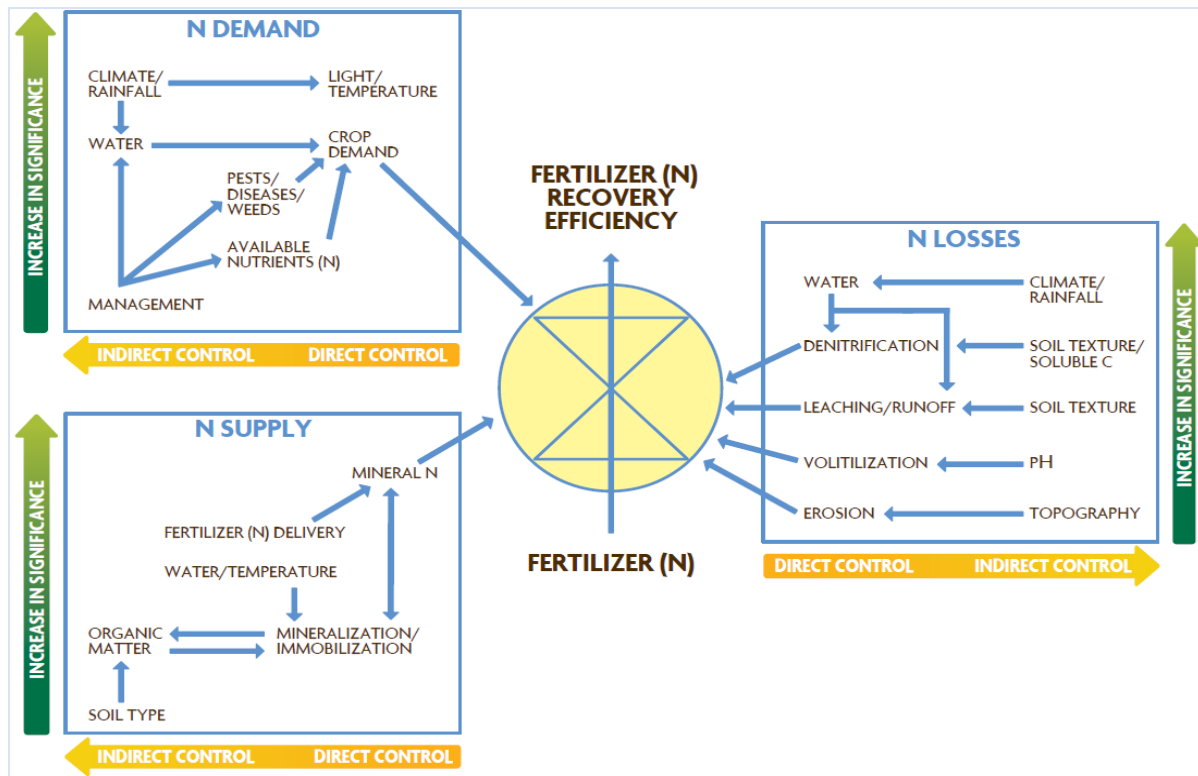 N DEMAND
INCREASE IN SIGNIFICANCE
CLIMATE/
RAINFALL
LIGHT/
TEMPERATURE
WATER
CROP
DEMAND
PESTS/
DISEASES/
WEEDS
AVAILABLE
NUTRIENTS (N)
MANAGEMENT
INDIRECT CONTROL
DIRECT CONTROL
N SUPPLY
INCREASE IN SIGNIFICANCE
MINERAL N
FERTILIZER (N) DELIVERY
WATER/TEMPERATURE
ORGANIC
MATTER
MINERALIZATION/
IMMOBILIZATION
SOIL TYPE
INDIRECT CONTROL
DIRECT CONTROL
FERTILIZER (N)
RECOVERY
EFFICIENCY
FERTILIZER (N)
N LOSSES
INCREASE IN SIGNIFICANCE
WATER
CLIMATE/
RAINFALL
DENITRIFICATION
SOIL TEXTURE/
SOLUBLE C
LEACHING/RUNOFF
SOIL TEXTURE
VOLITILIZATION
PH
EROSION
TOPOGRAPHY
DIRECT CONTROL
INDIRECT CONTROL